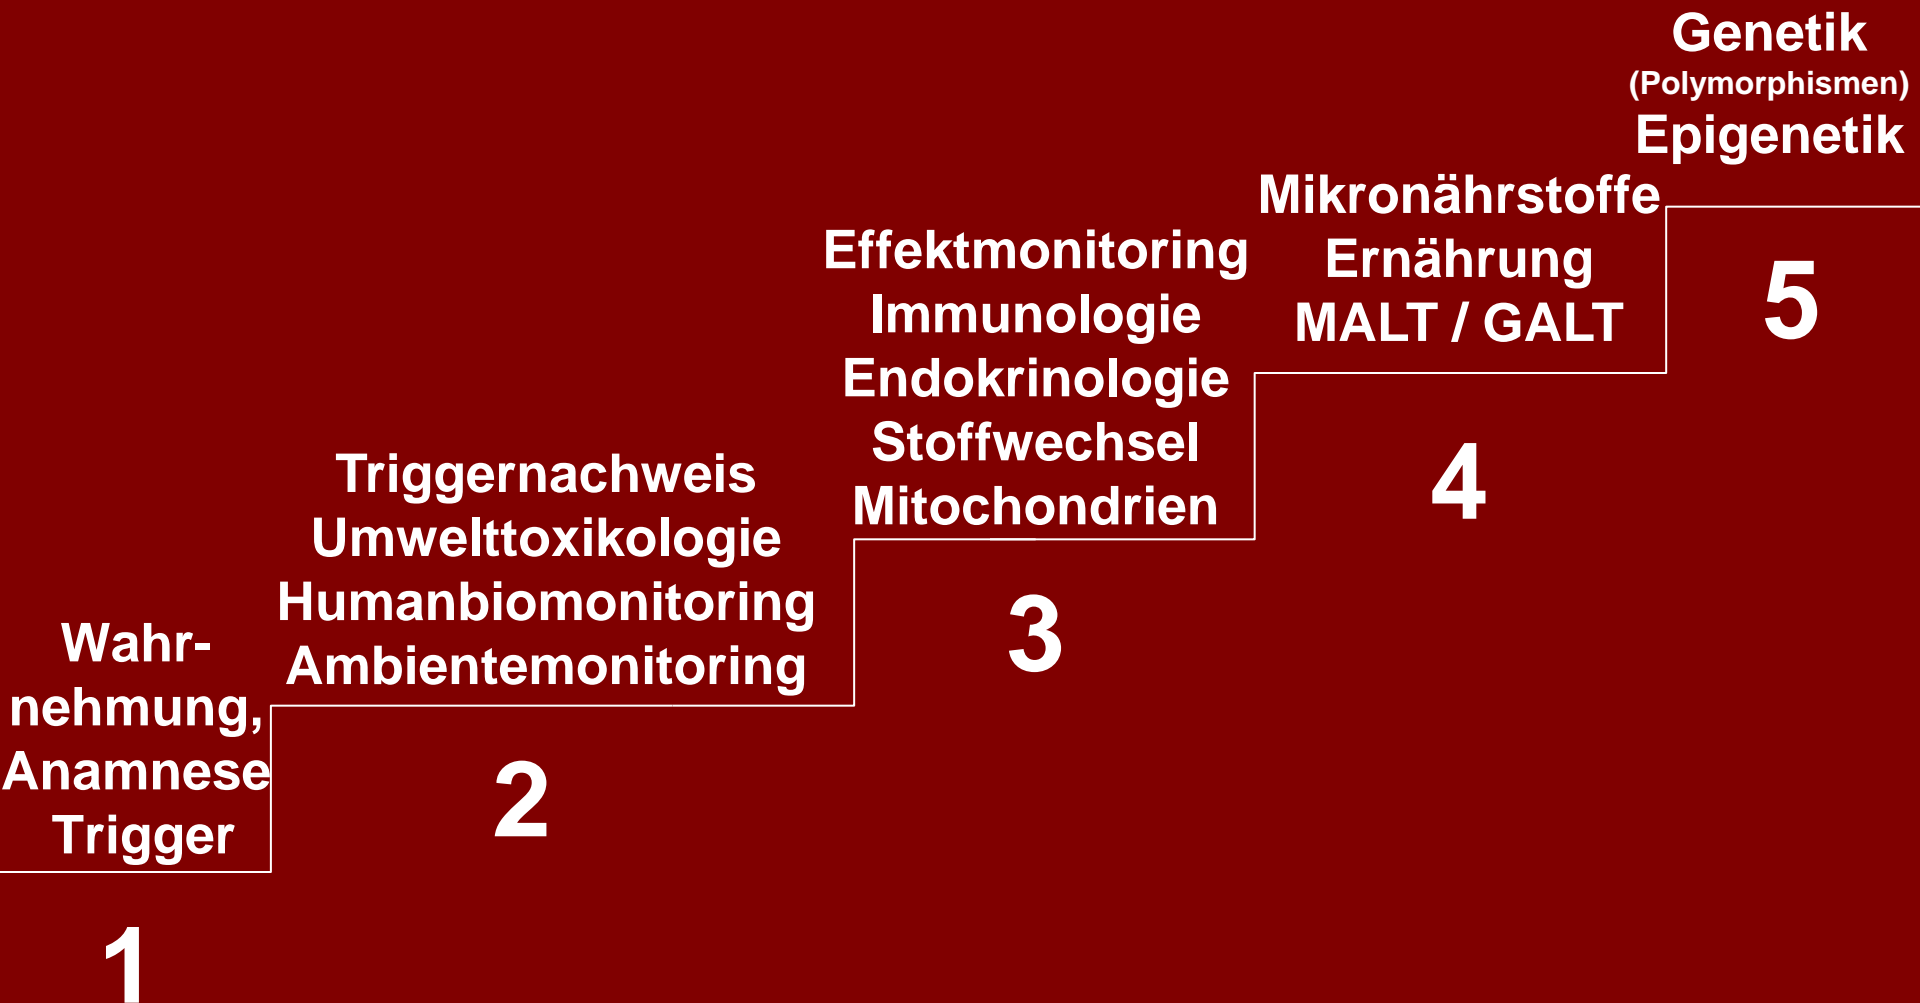 Wahr-
nehmung,
Anamnese
Trigger
1
Triggernachweis
Umwelttoxikologie
Humanbiomonitoring
Ambientemonitoring
2
Effektmonitoring
Immunologie
Endokrinologie
Stoffwechsel
Mitochondrien
3
Mikronährstoffe
Ernährung
MALT / GALT
4
Genetik
(Polymorphismen)
Epigenetik
5